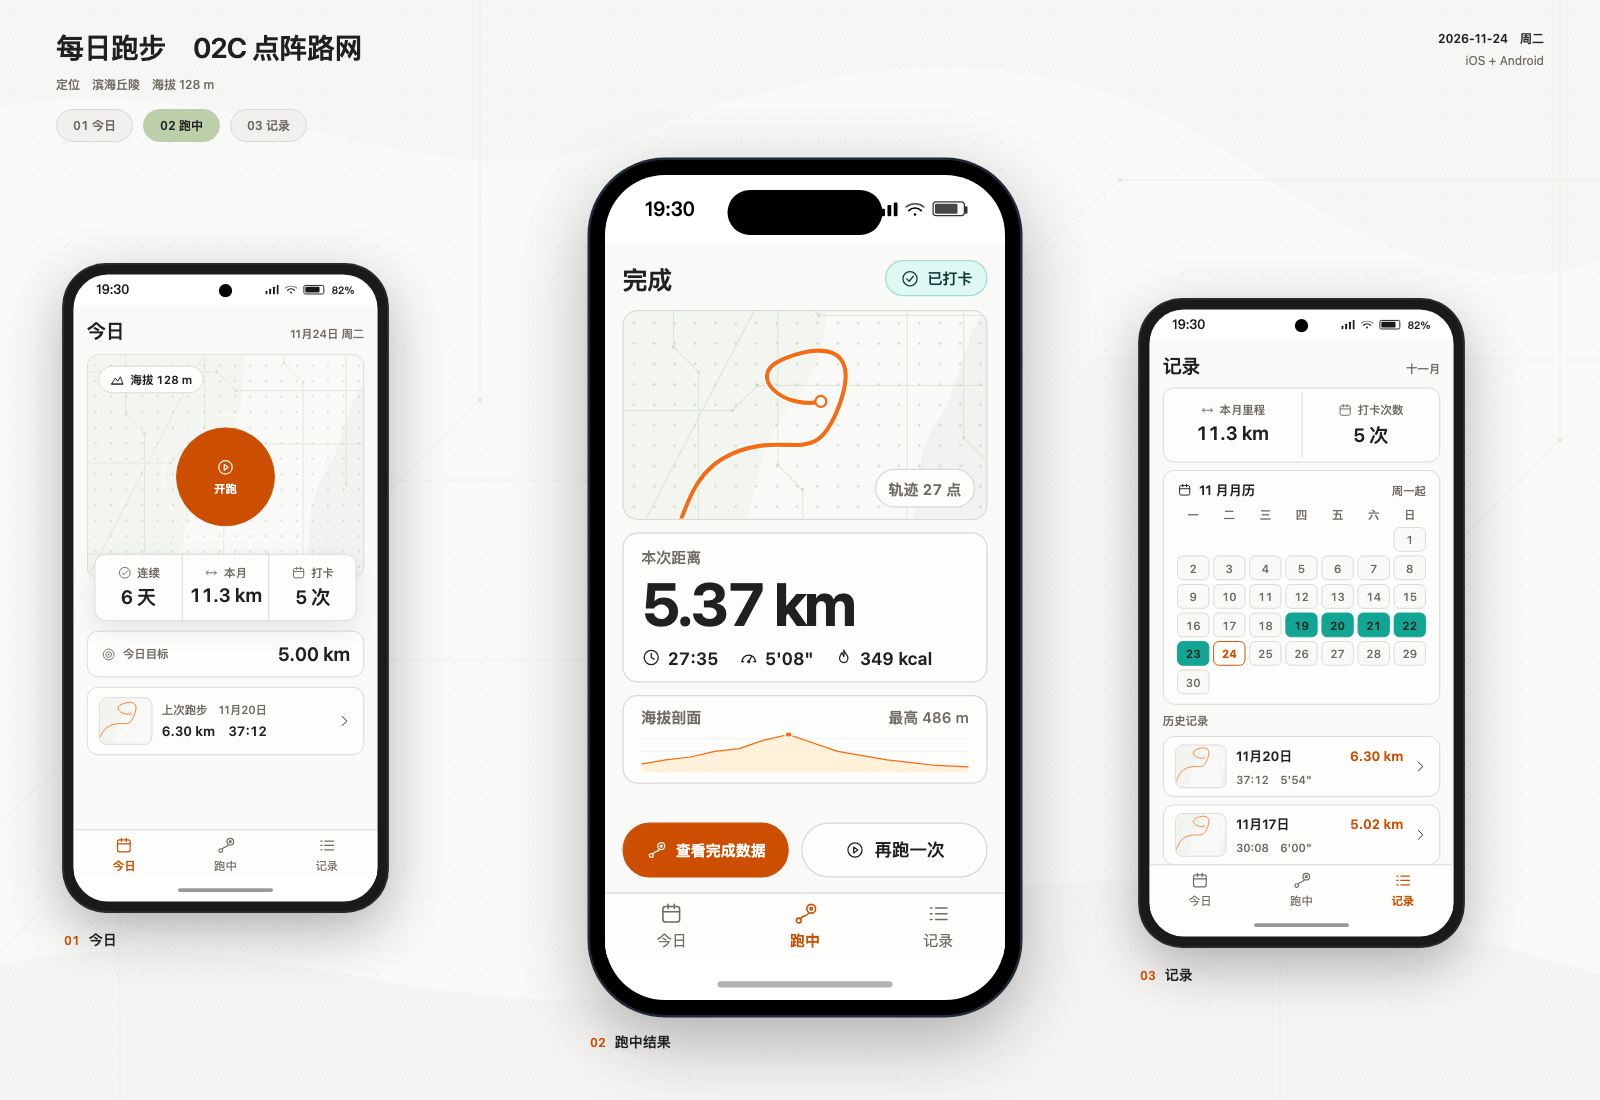 每日跑步　02C 点阵路网
定位　滨海丘陵　海拔 128 m
01 今日
02 跑中
03 记录
2026-11-24　周二
iOS + Android
19:30
82%
今日
11月24日 周二
海拔 128 m
开跑
连续
6 天
本月
11.3 km
打卡
5 次
今日目标
5.00 km
上次跑步　11月20日
6.30 km　37:12
今日
跑中
记录
01 今日
19:30
完成
已打卡
轨迹 27 点
本次距离
5.37 km
27:35
5'08"
349 kcal
海拔剖面
最高 486 m
查看完成数据
再跑一次
今日
跑中
记录
02 跑中结果
19:30
82%
记录
十一月
本月里程
11.3 km
打卡次数
5 次
11 月月历
周一起
一 二 三 四 五 六 日
1
2 3 4 5 6 7 8
9 10 11 12 13 14 15
16 17 18 19 20 21 22
23 24 25 26 27 28 29
30
历史记录
11月20日
6.30 km
37:12　5'54"
11月17日
5.02 km
30:08　6'00"
今日
跑中
记录
03 记录